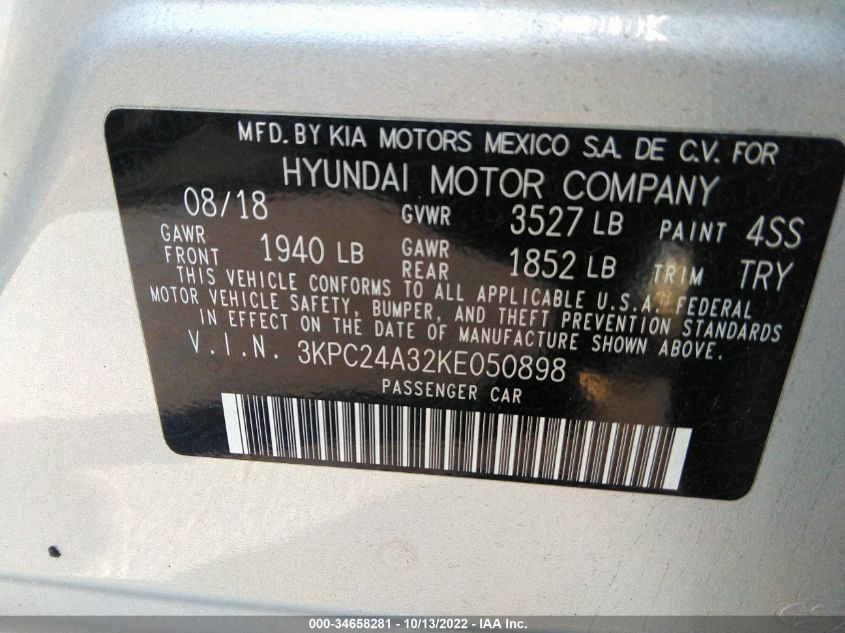 MFD. BY KIA MOTORS MEXICO S.A. DE C.V. FOR
HYUNDAI MOTOR COMPANY
08/18 GVWR 3527 LB PAINT 4SS
GAWR FRONT 1940 LB GAWR REAR 1852 LB TRIM TRY
THIS VEHICLE CONFORMS TO ALL APPLICABLE U.S.A. FEDERAL
MOTOR VEHICLE SAFETY, BUMPER, AND THEFT PREVENTION STANDARDS
IN EFFECT ON THE DATE OF MANUFACTURE SHOWN ABOVE.
V.I.N. 3KPC24A32KE050898
PASSENGER CAR
000-34658281 - 10/13/2022 - IAA Inc.